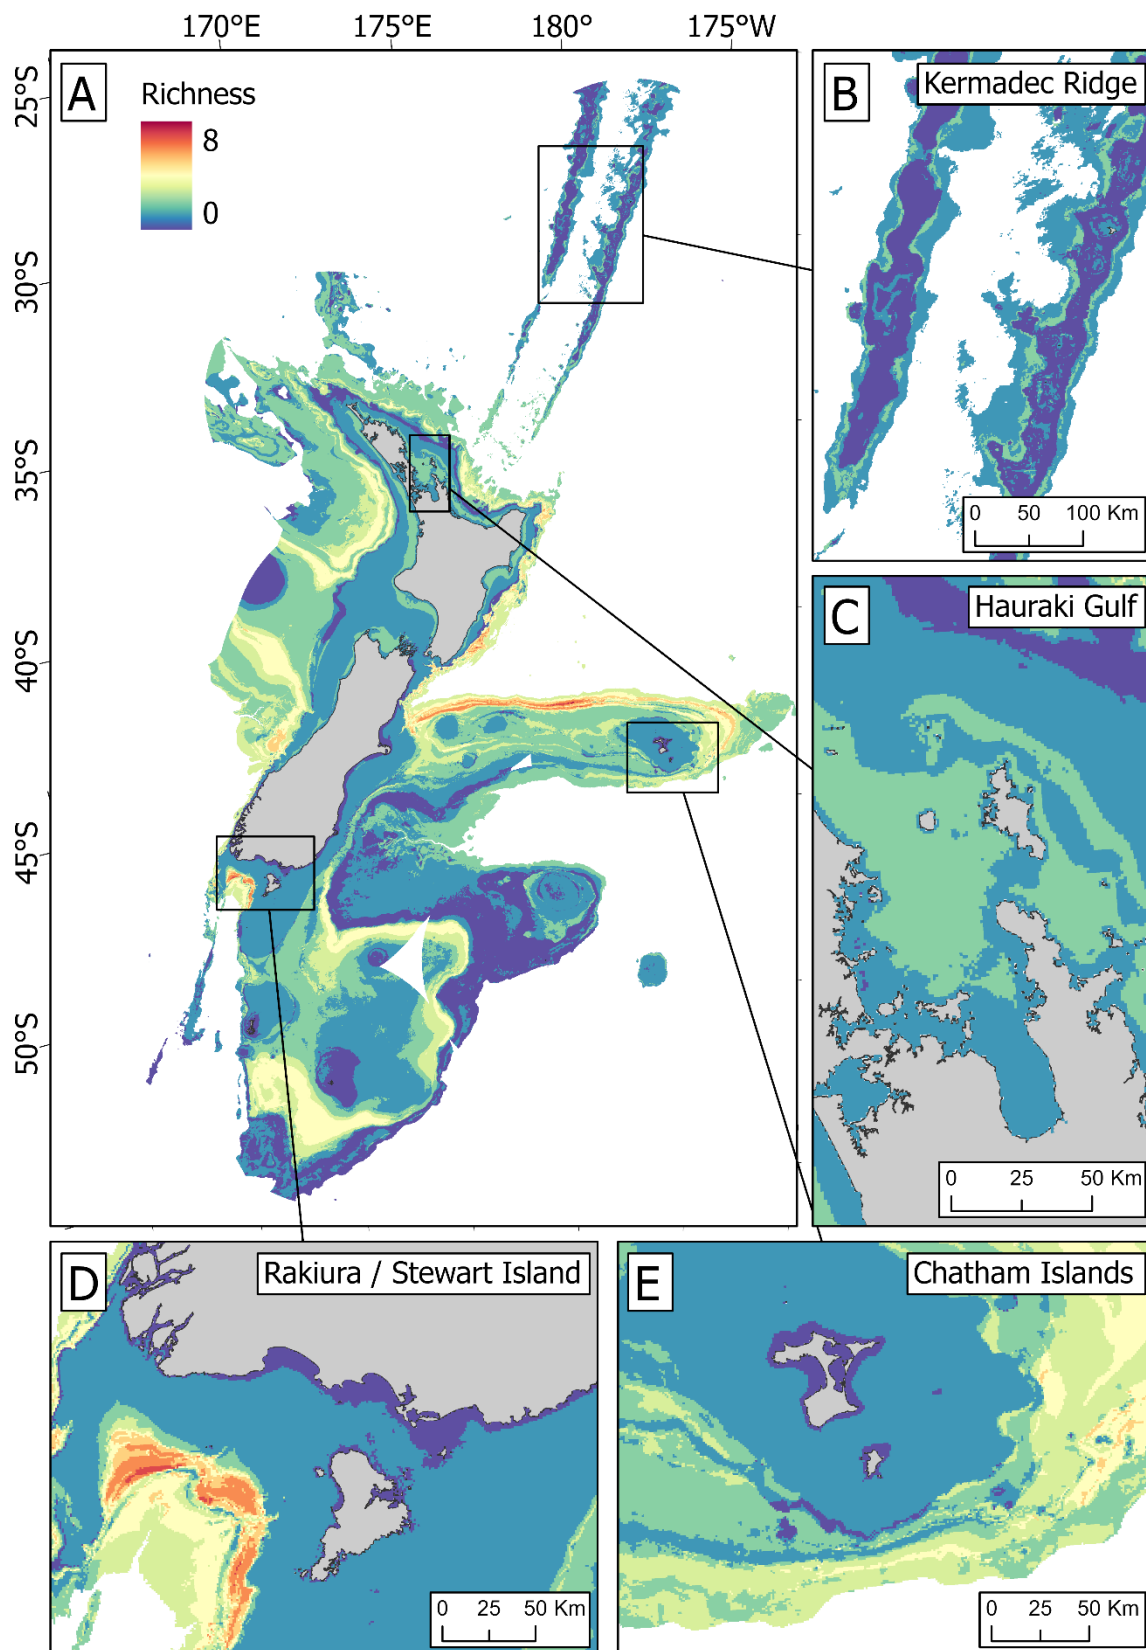 170°E 175°E 180° 175°W
25°S
30°S
35°S
40°S
45°S
50°S
A
Richness
8
0
B
Kermadec Ridge
0 50 100 Km
C
Hauraki Gulf
0 25 50 Km
D
Rakiura / Stewart Island
0 25 50 Km
E
Chatham Islands
0 25 50 Km